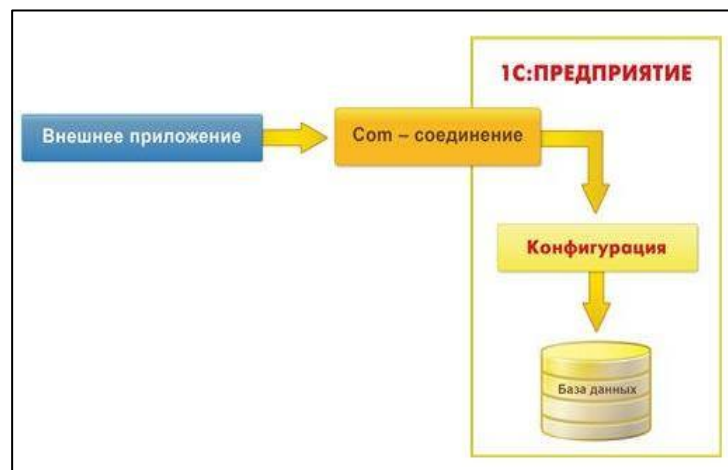 1С:ПРЕДПРИЯТИЕ
Внешнее приложение
Com – соединение
Конфигурация
База данных